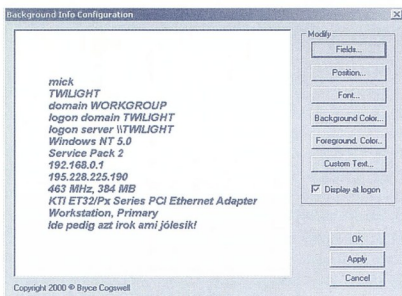 Background Info Configuration
mick
TWILIGHT
domain WORKGROUP
logon domain TWILIGHT
logon server \\TWILIGHT
Windows NT 5.0
Service Pack 2
192.168.0.1
195.228.225.190
463 MHz, 384 MB
KTI ET32/Px Series PCI Ethernet Adapter
Workstation, Primary
Ide pedig azt irok ami jólesik!
Modify
Fields...
Position...
Font...
Background Color...
Foreground. Color...
Custom Text...
Display at logon
OK
Apply
Cancel
Copyright 2000 © Bryce Cogswell